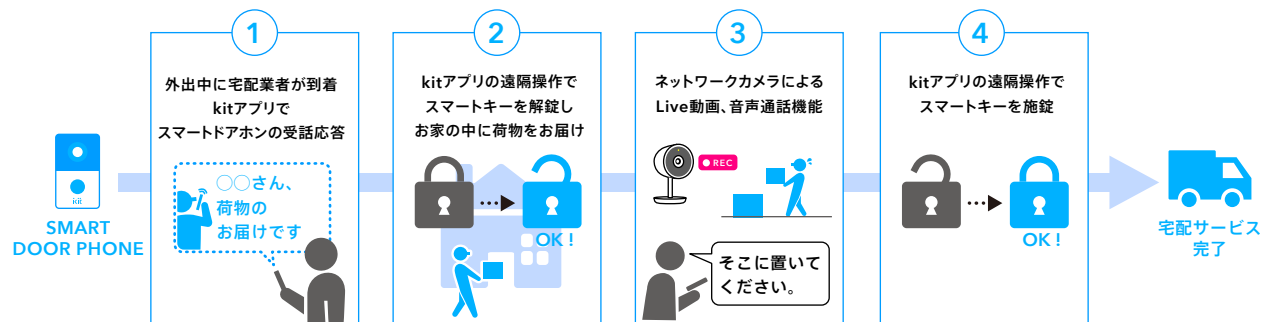 1
外出中に宅配業者が到着
kitアプリで
スマートドアホンの受話応答
○○さん、
荷物の
お届けです
kit
SMART
DOOR PHONE
2
kitアプリの遠隔操作で
スマートキーを解錠し
お家の中に荷物をお届け
OK !
3
ネットワークカメラによる
Live動画、音声通話機能
REC
そこに置いて
ください。
4
kitアプリの遠隔操作で
スマートキーを施錠
OK !
宅配サービス
完了